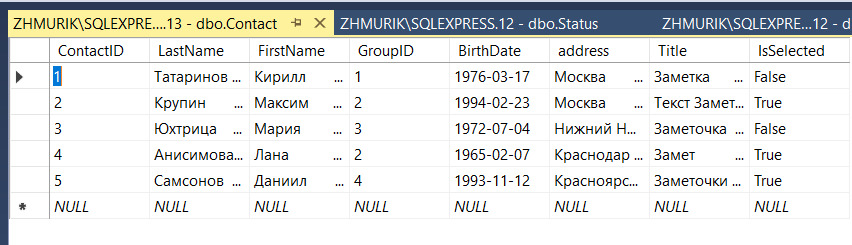 ZHMURIK\SQLEXPRE....13 - dbo.Contact ZHMURIK\SQLEXPRESS.12 - dbo.Status ZHMURIK\SQLEXPRE...12 - d
ContactID LastName FirstName GroupID BirthDate address Title IsSelected
1 Татаринов ... Кирилл ... 1 1976-03-17 Москва ... Заметка ... False
2 Крупин ... Максим ... 2 1994-02-23 Москва ... Текст Замет... True
3 Юхтрица ... Мария ... 3 1972-07-04 Нижний Н... Заметочка ... False
4 Анисимова... Лана ... 2 1965-02-07 Краснодар ... Замет ... True
5 Самсонов ... Даниил ... 4 1993-11-12 Красноярс... Заметочки ... True
NULL NULL NULL NULL NULL NULL NULL NULL